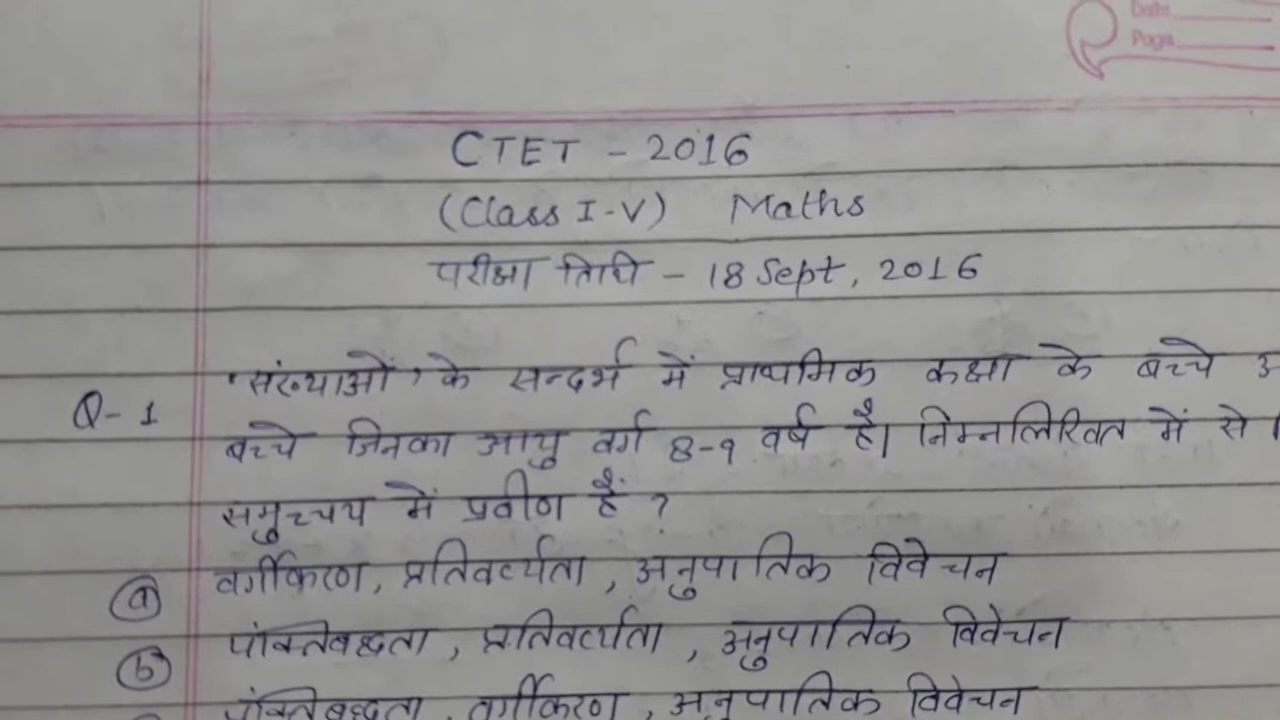 Date
Page
CTET - 2016
(Class I-V) Maths
परीक्षा तिथि - 18 Sept, 2016
Q-1 'संख्याओं' के सन्दर्भ में प्राथमिक कक्षा के बच्चे
बच्चे जिनका आयु वर्ग 8-9 वर्ष है। निम्नलिखित में से
समुच्चय में प्रवीण हैं ?
(a) वर्गीकरण, प्रतिवर्त्यता, अनुपातिक विवेचन
(b) पंक्तिबद्धता, प्रतिवर्त्यता, अनुपातिक विवेचन
पंक्तिबद्धता, वर्गीकरण, अनुपातिक विवेचन